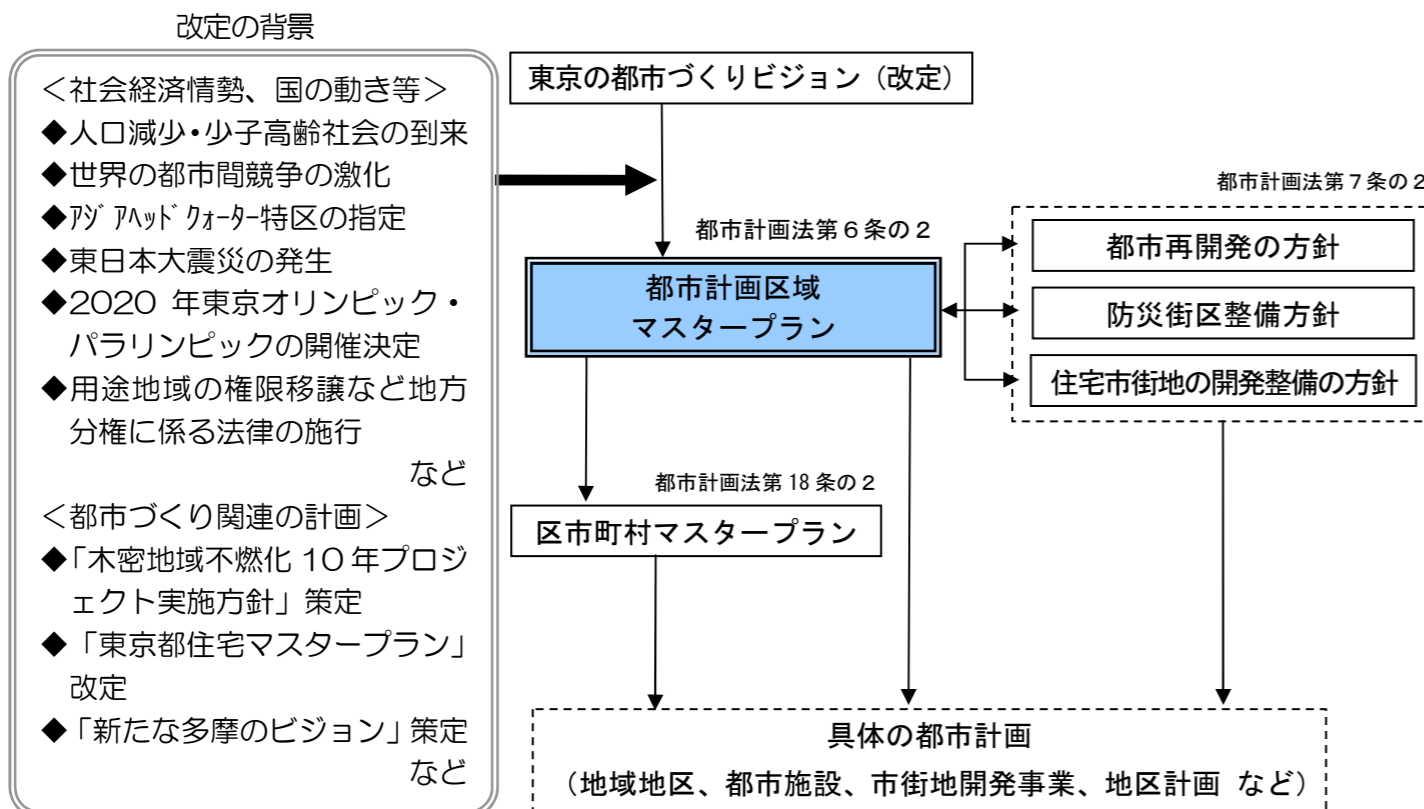 改定の背景
＜社会経済情勢、国の動き等＞
◆人口減少・少子高齢社会の到来
◆世界の都市間競争の激化
◆ｱｼﾞｱﾍｯﾄﾞｸｫｰﾀｰ特区の指定
◆東日本大震災の発生
◆2020 年東京オリンピック・
パラリンピックの開催決定
◆用途地域の権限移譲など地方
分権に係る法律の施行
など
＜都市づくり関連の計画＞
◆「木密地域不燃化 10 年プロジ
ェクト実施方針」策定
◆「東京都住宅マスタープラン」
改定
◆「新たな多摩のビジョン」策定
など
東京の都市づくりビジョン（改定）
都市計画法第６条の２
都市計画区域
マスタープラン
都市計画法第７条の２
都市再開発の方針
防災街区整備方針
住宅市街地の開発整備の方針
都市計画法第 18 条の２
区市町村マスタープラン
具体の都市計画
（地域地区、都市施設、市街地開発事業、地区計画 など）